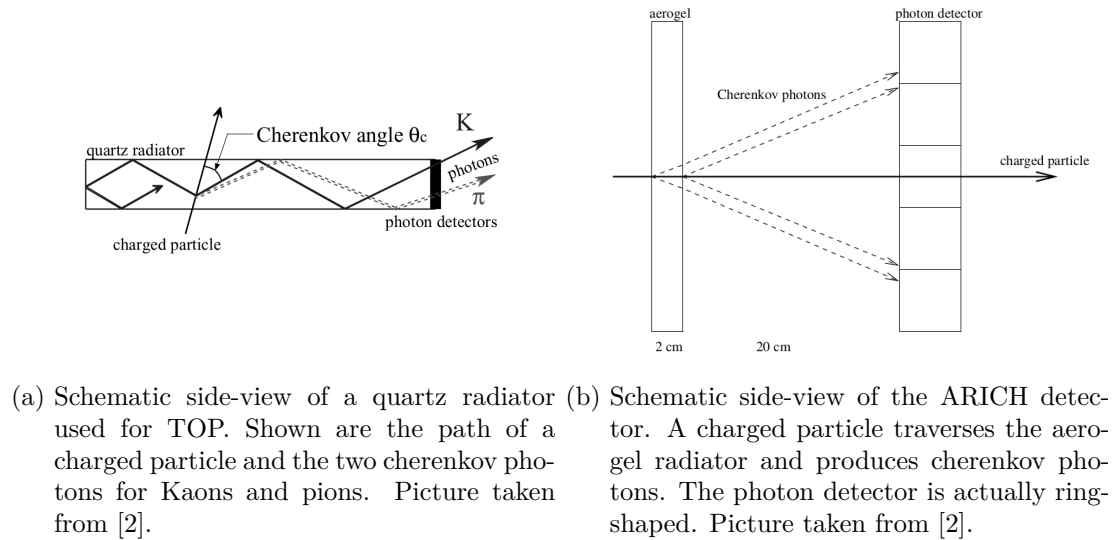 Cherenkov angle θc
quartz radiator
charged particle
K
photons
π
photon detectors
aerogel
photon detector
Cherenkov photons
charged particle
2 cm
20 cm
(a) Schematic side-view of a quartz radiator
used for TOP. Shown are the path of a
charged particle and the two cherenkov pho-
tons for Kaons and pions. Picture taken
from [2].
(b) Schematic side-view of the ARICH detec-
tor. A charged particle traverses the aero-
gel radiator and produces cherenkov pho-
tons. The photon detector is actually ring-
shaped. Picture taken from [2].